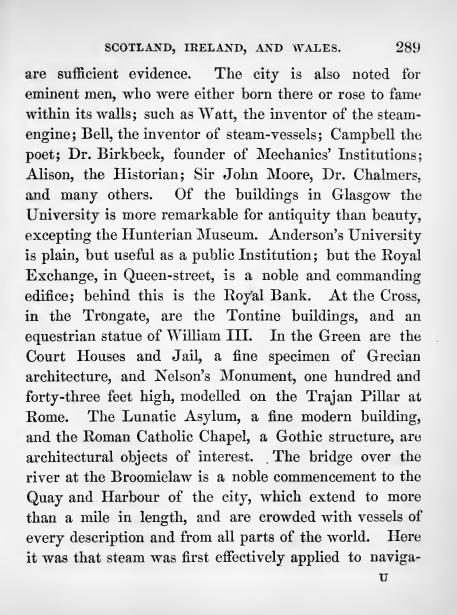 SCOTLAND, IRELAND, AND WALES. 289
are sufficient evidence. The city is also noted for
eminent men, who were either born there or rose to fame
within its walls; such as Watt, the inventor of the steam-
engine; Bell, the inventor of steam-vessels; Campbell the
poet; Dr. Birkbeck, founder of Mechanics' Institutions;
Alison, the Historian; Sir John Moore, Dr. Chalmers,
and many others. Of the buildings in Glasgow the
University is more remarkable for antiquity than beauty,
excepting the Hunterian Museum. Anderson's University
is plain, but useful as a public Institution; but the Royal
Exchange, in Queen-street, is a noble and commanding
edifice; behind this is the Royal Bank. At the Cross,
in the Trongate, are the Tontine buildings, and an
equestrian statue of William III. In the Green are the
Court Houses and Jail, a fine specimen of Grecian
architecture, and Nelson's Monument, one hundred and
forty-three feet high, modelled on the Trajan Pillar at
Rome. The Lunatic Asylum, a fine modern building,
and the Roman Catholic Chapel, a Gothic structure, are
architectural objects of interest. The bridge over the
river at the Broomielaw is a noble commencement to the
Quay and Harbour of the city, which extend to more
than a mile in length, and are crowded with vessels of
every description and from all parts of the world. Here
it was that steam was first effectively applied to naviga-
U